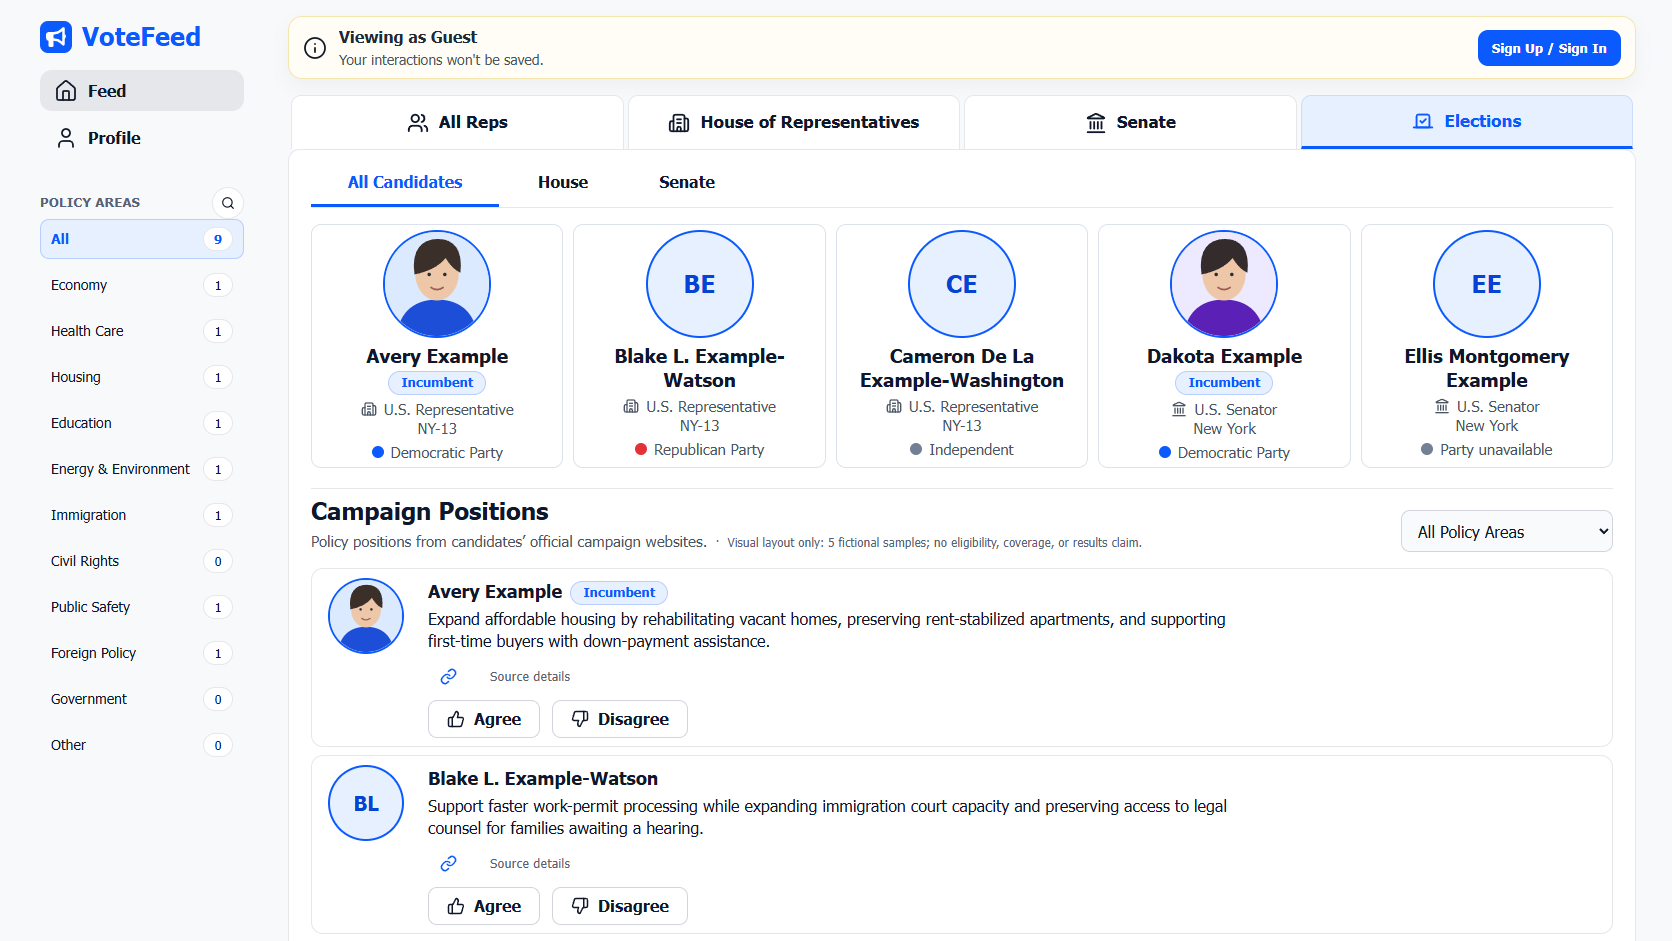 VoteFeed
Feed
Profile
POLICY AREAS
All 9
Economy 1
Health Care 1
Housing 1
Education 1
Energy & Environment 1
Immigration 1
Civil Rights 0
Public Safety 1
Foreign Policy 1
Government 0
Other 0
Viewing as Guest
Your interactions won't be saved.
Sign Up / Sign In
All Reps
House of Representatives
Senate
Elections
All Candidates
House
Senate
Avery Example
Incumbent
U.S. Representative
NY-13
Democratic Party
BE
Blake L. Example-
Watson
U.S. Representative
NY-13
Republican Party
CE
Cameron De La
Example-Washington
U.S. Representative
NY-13
Independent
Dakota Example
Incumbent
U.S. Senator
New York
Democratic Party
EE
Ellis Montgomery
Example
U.S. Senator
New York
Party unavailable
Campaign Positions
Policy positions from candidates’ official campaign websites. · Visual layout only: 5 fictional samples; no eligibility, coverage, or results claim.
All Policy Areas
Avery Example Incumbent
Expand affordable housing by rehabilitating vacant homes, preserving rent-stabilized apartments, and supporting
first-time buyers with down-payment assistance.
Source details
Agree
Disagree
BL
Blake L. Example-Watson
Support faster work-permit processing while expanding immigration court capacity and preserving access to legal
counsel for families awaiting a hearing.
Source details
Agree
Disagree